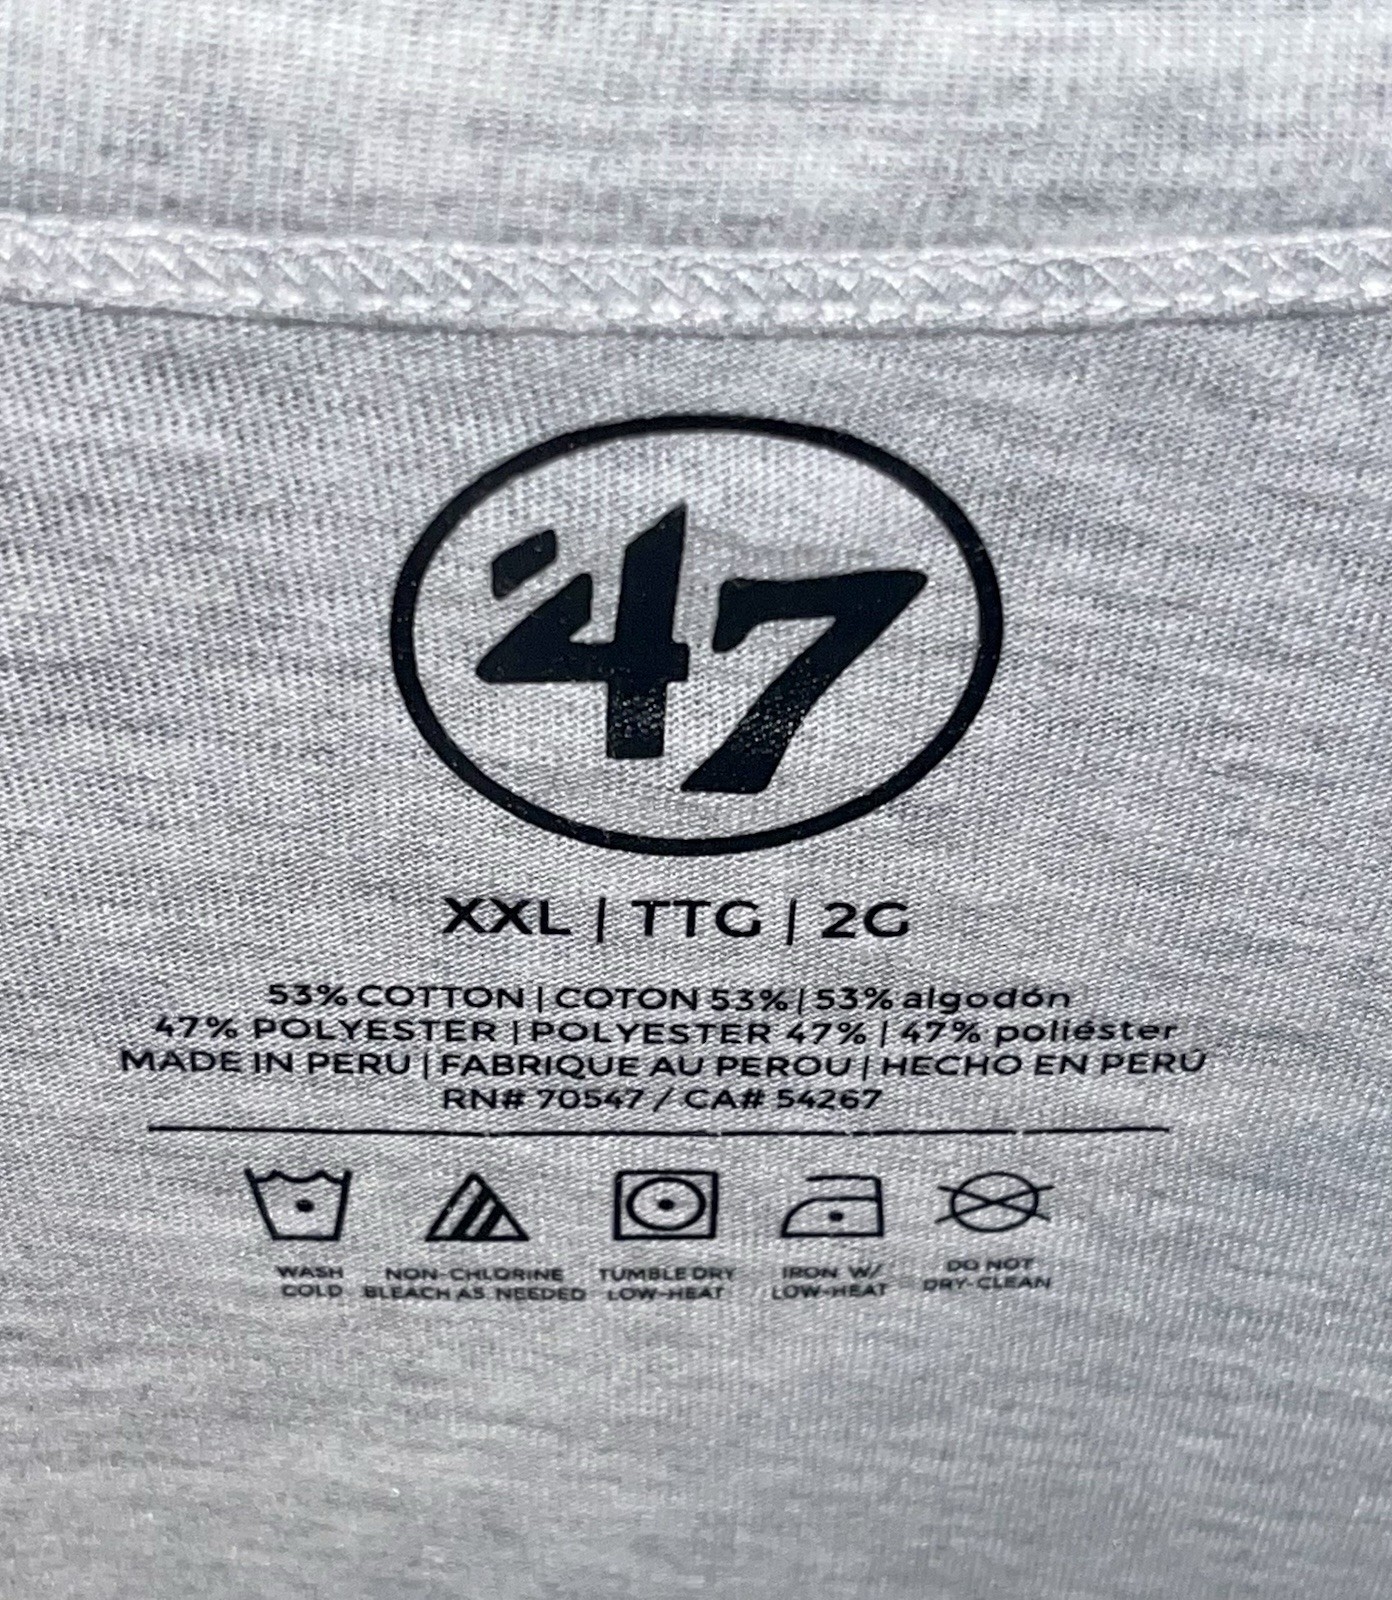 '47
XXL | TTG | 2G
53% COTTON | COTON 53% | 53% algodón
47% POLYESTER | POLYESTER 47% | 47% poliéster
MADE IN PERU | FABRIQUE AU PEROU | HECHO EN PERÚ
RN# 70547 / CA# 54267
WASH COLD
NON-CHLORINE BLEACH AS NEEDED
TUMBLE DRY LOW-HEAT
IRON W/ LOW-HEAT
DO NOT DRY-CLEAN